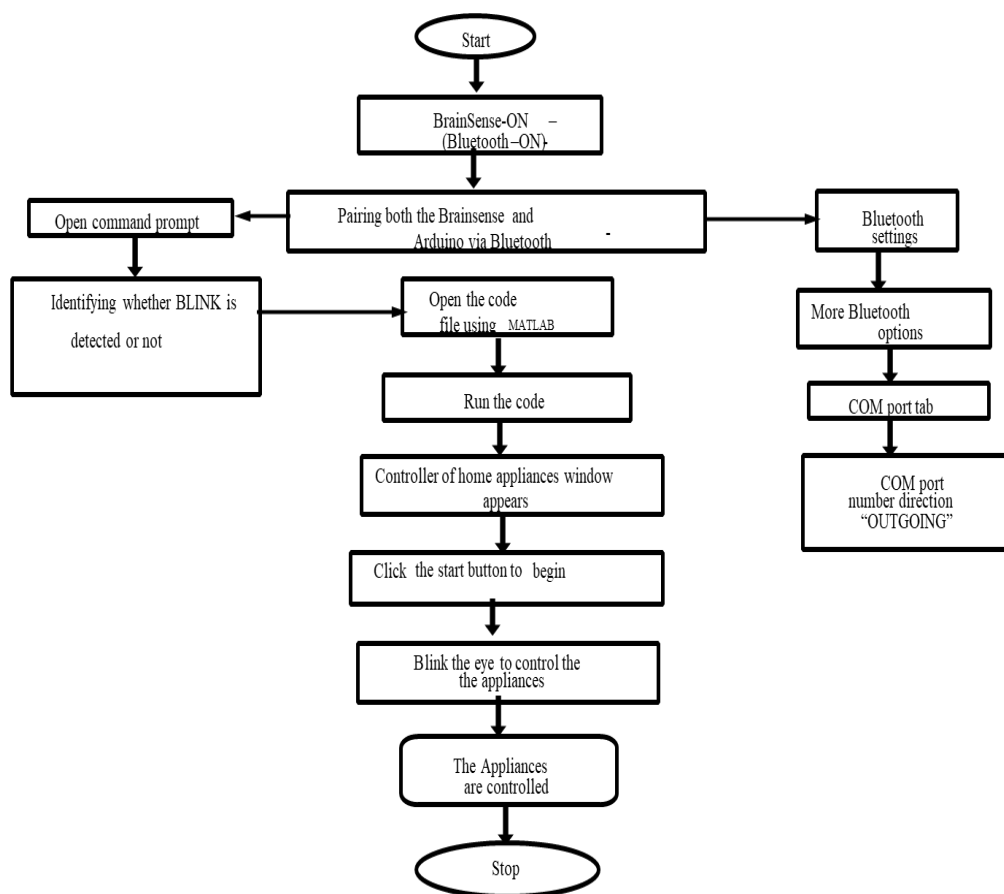 Start
BrainSense-ON –
(Bluetooth–ON)-
Pairing both the Brainsense and
Arduino via Bluetooth -
Open command prompt
Identifying whether BLINK is
detected or not
Bluetooth
settings
More Bluetooth
options
COM port tab
COM port
number direction
“OUTGOING”
Open the code
file using MATLAB
Run the code
Controller of home appliances window
appears
Click the start button to begin
Blink the eye to control the
the appliances
The Appliances
are controlled
Stop